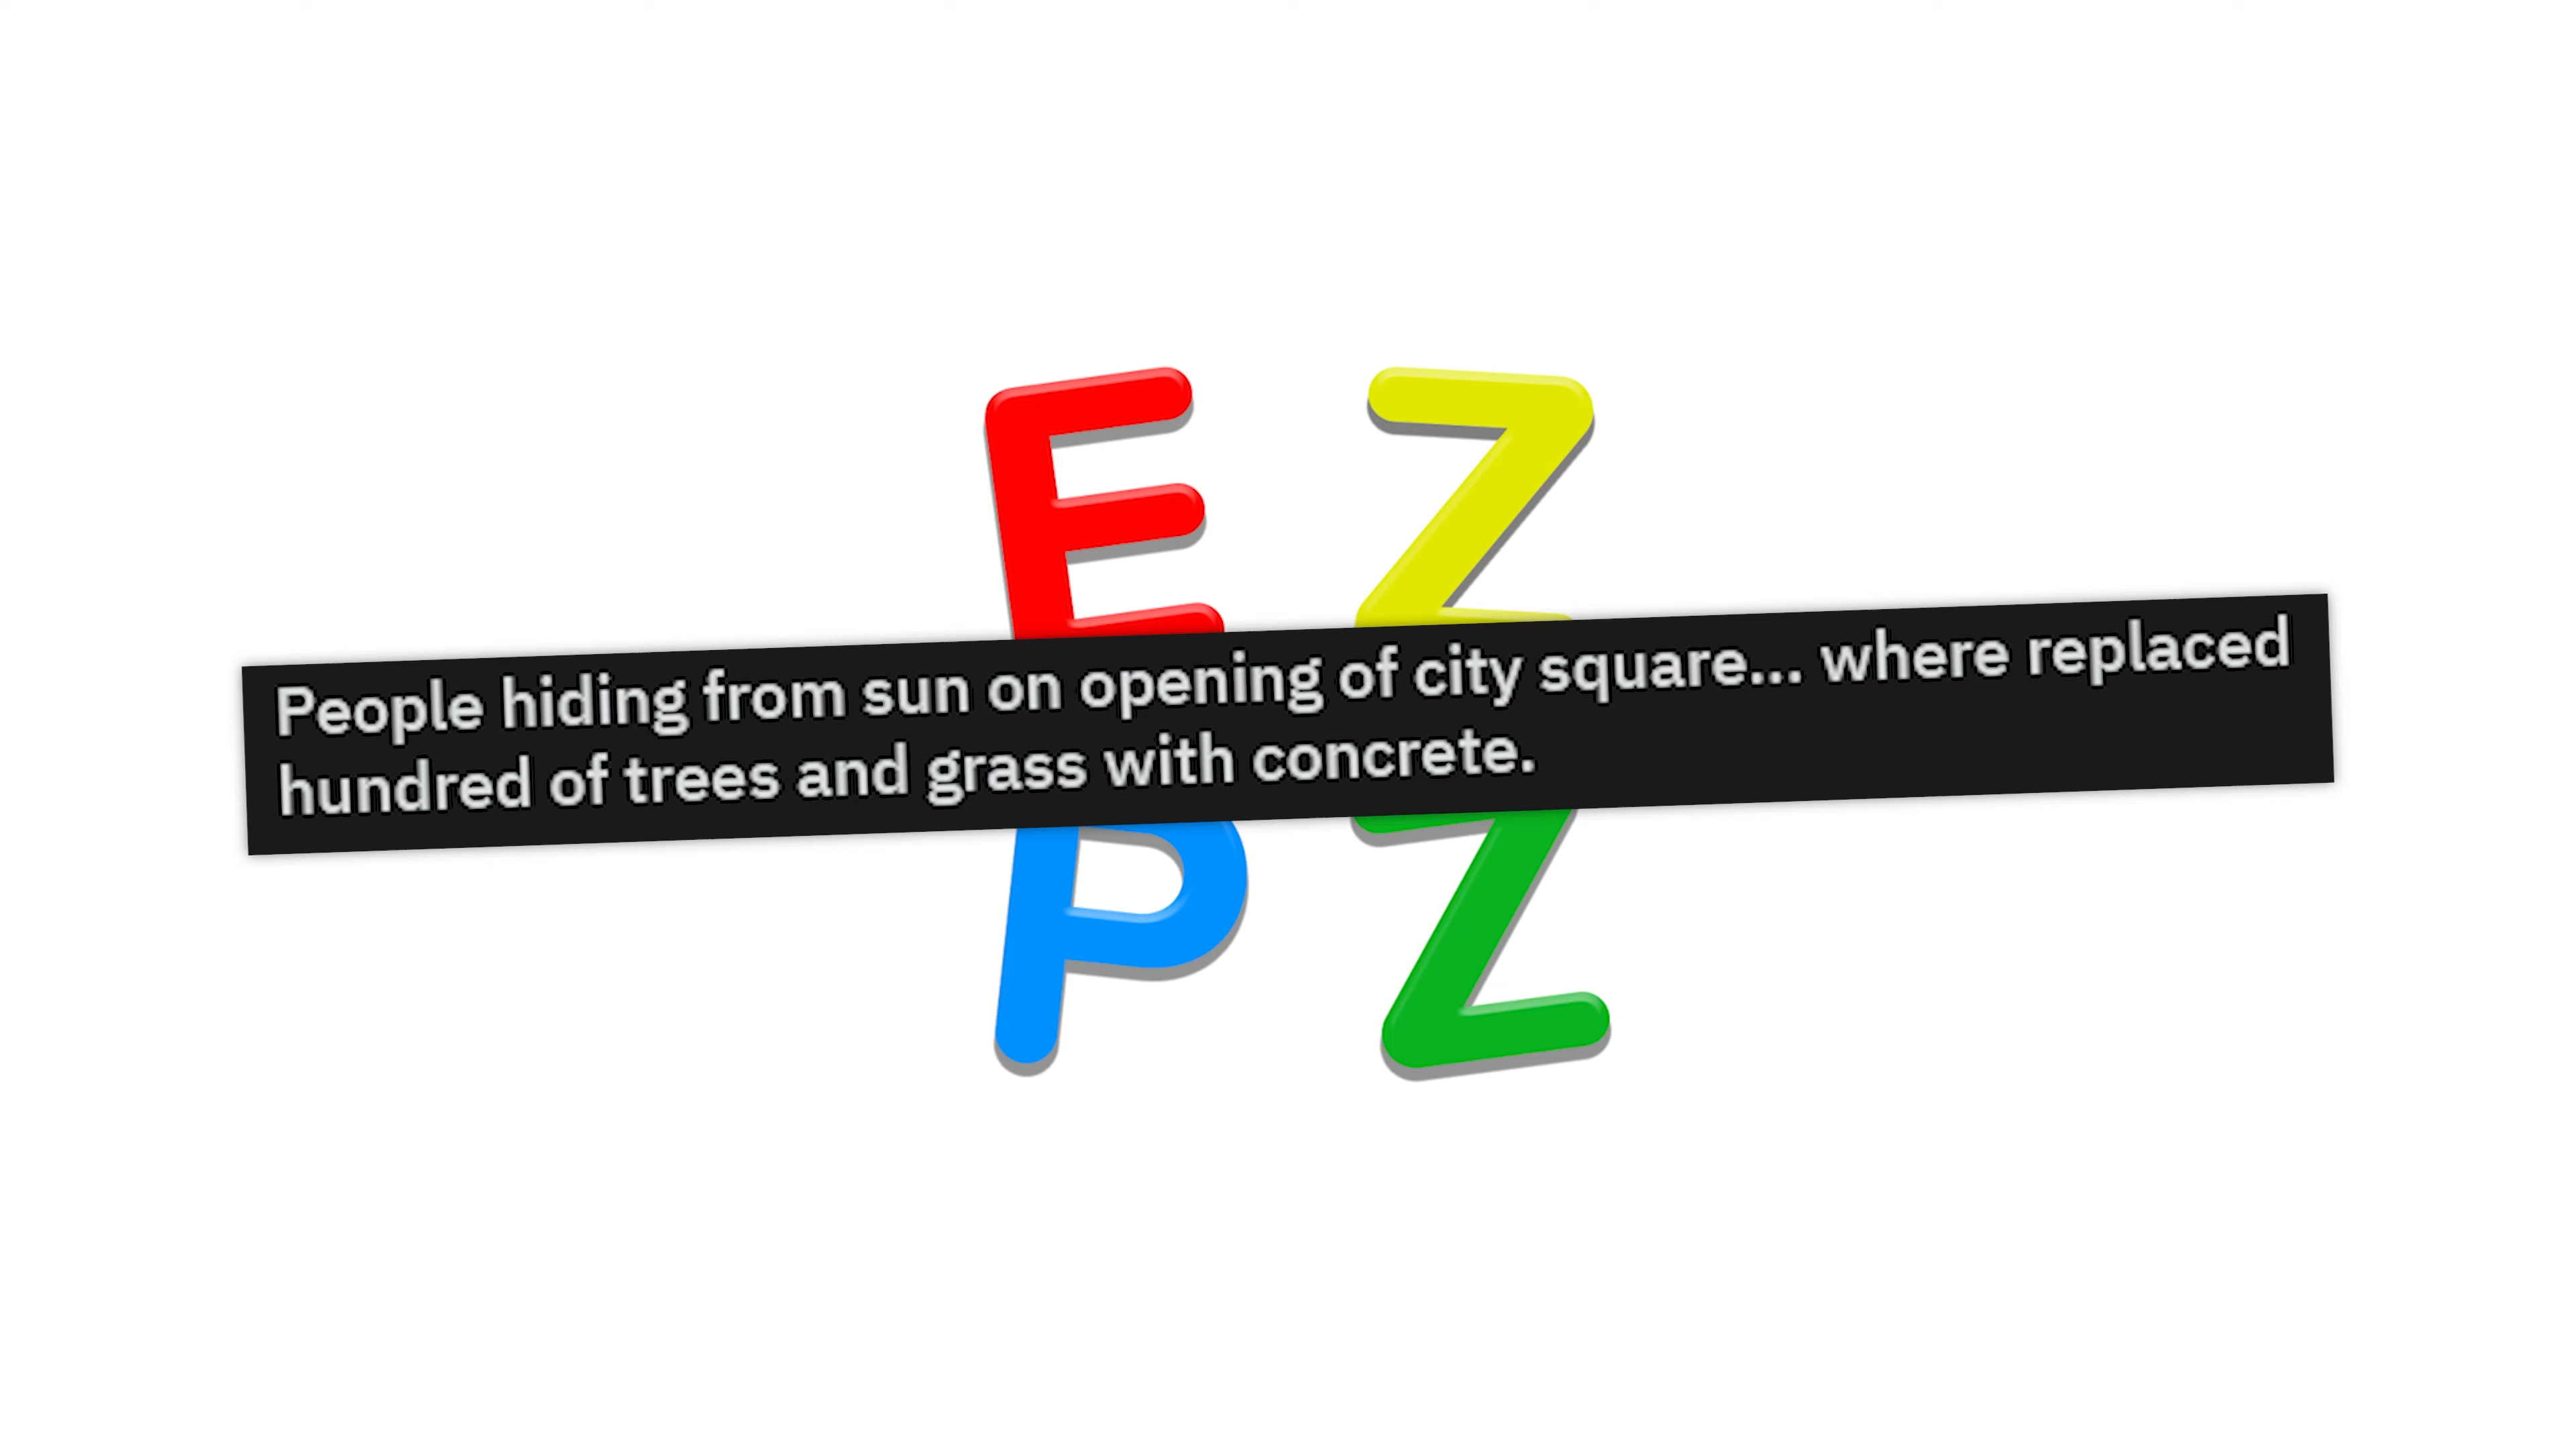 E Z
People hiding from sun on opening of city square... where replaced
hundred of trees and grass with concrete.
P Z